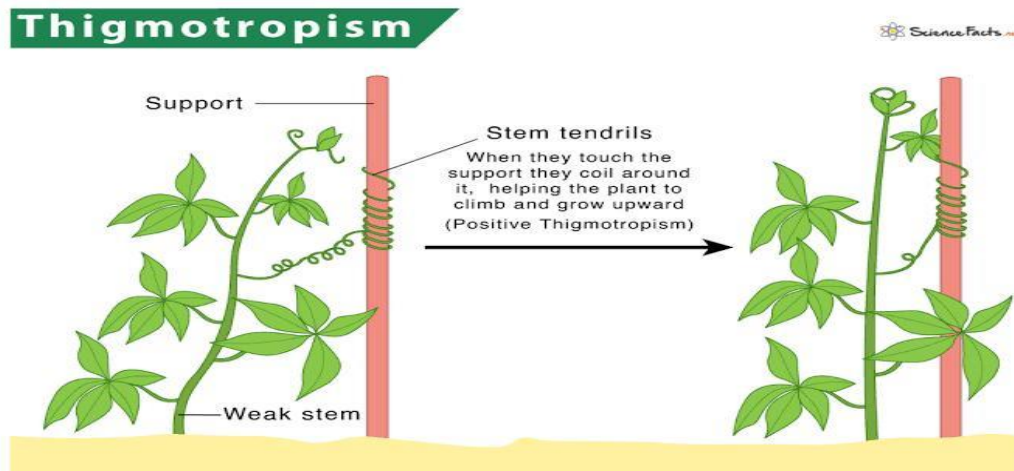 Thigmotropism
ScienceFacts.net
Support
Stem tendrils
When they touch the
support they coil around
it, helping the plant to
climb and grow upward
(Positive Thigmotropism)
Weak stem